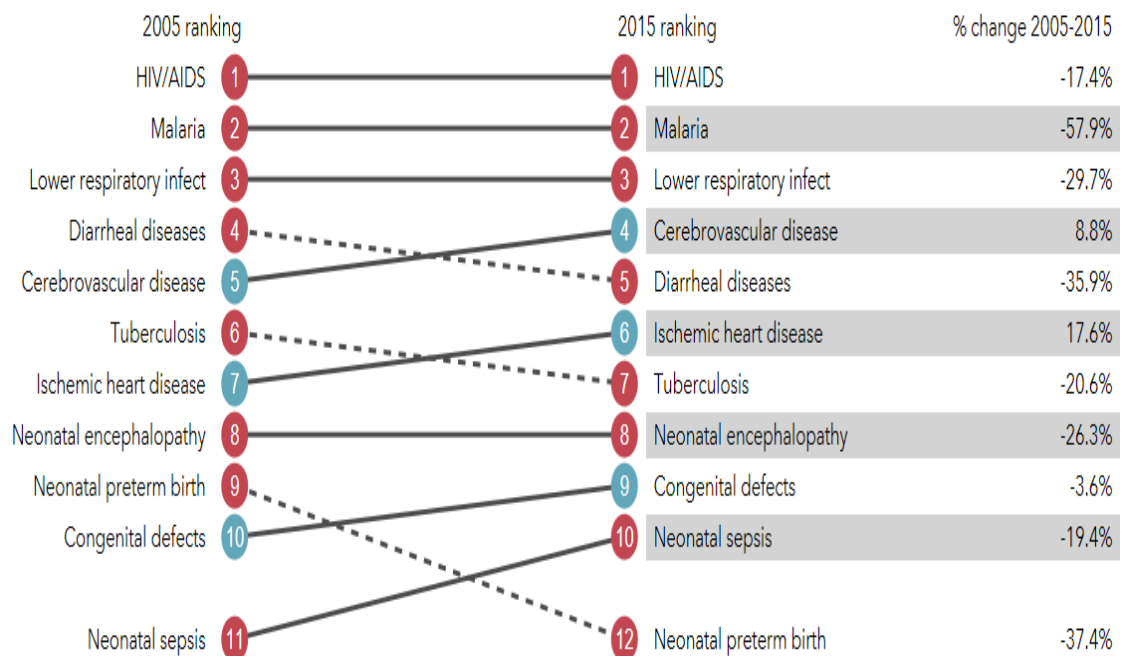 2005 ranking 2015 ranking % change 2005-2015
HIV/AIDS 1 1 HIV/AIDS -17.4%
Malaria 2 2 Malaria -57.9%
Lower respiratory infect 3 3 Lower respiratory infect -29.7%
Diarrheal diseases 4 4 Cerebrovascular disease 8.8%
Cerebrovascular disease 5 5 Diarrheal diseases -35.9%
Tuberculosis 6 6 Ischemic heart disease 17.6%
Ischemic heart disease 7 7 Tuberculosis -20.6%
Neonatal encephalopathy 8 8 Neonatal encephalopathy -26.3%
Neonatal preterm birth 9 9 Congenital defects -3.6%
Congenital defects 10 10 Neonatal sepsis -19.4%
Neonatal sepsis 11 12 Neonatal preterm birth -37.4%